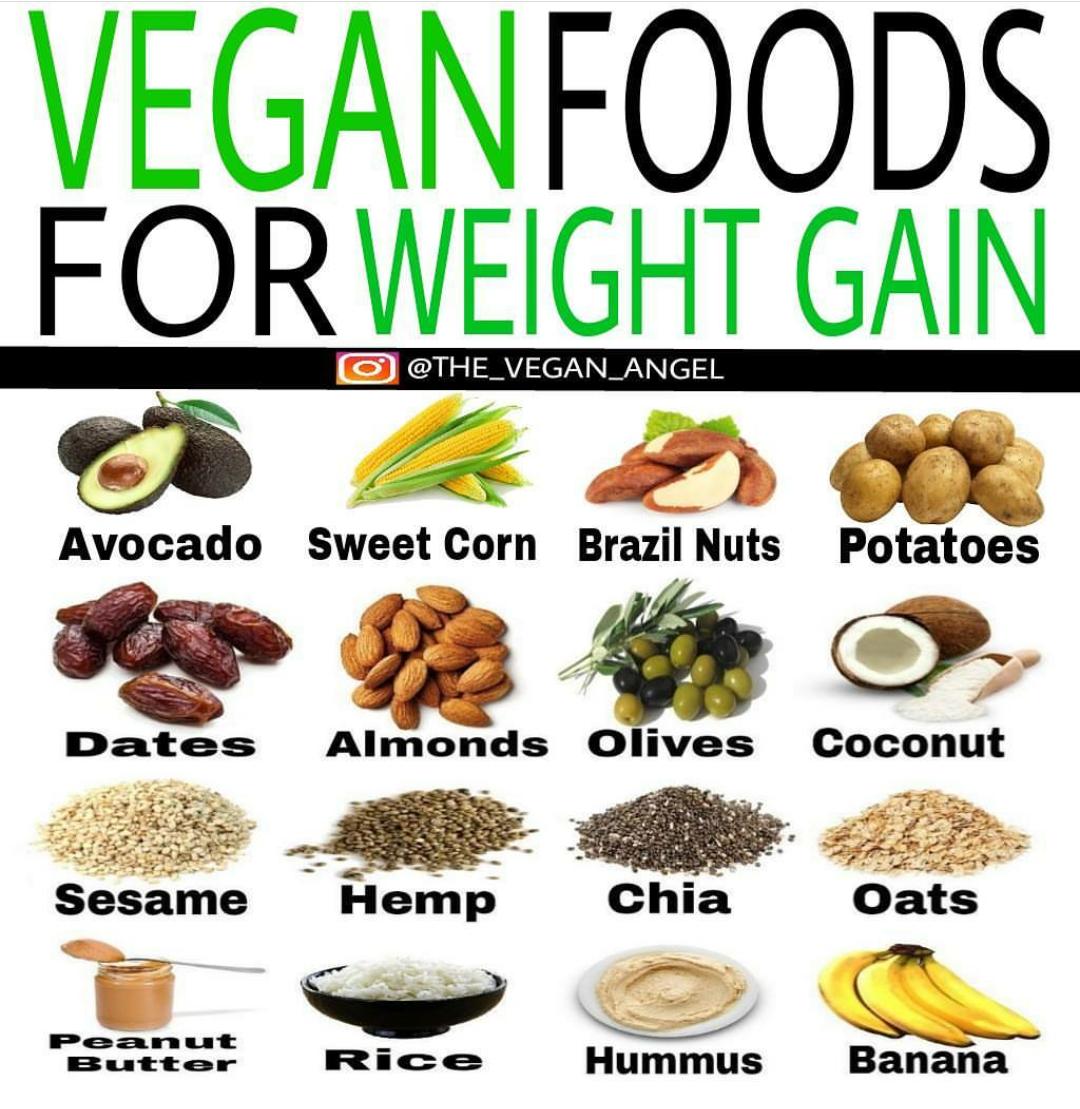 VEGAN FOODS
FOR WEIGHT GAIN
@THE_VEGAN_ANGEL
Avocado Sweet Corn Brazil Nuts Potatoes
Dates Almonds Olives Coconut
Sesame Hemp Chia Oats
Peanut
Butter Rice Hummus Banana